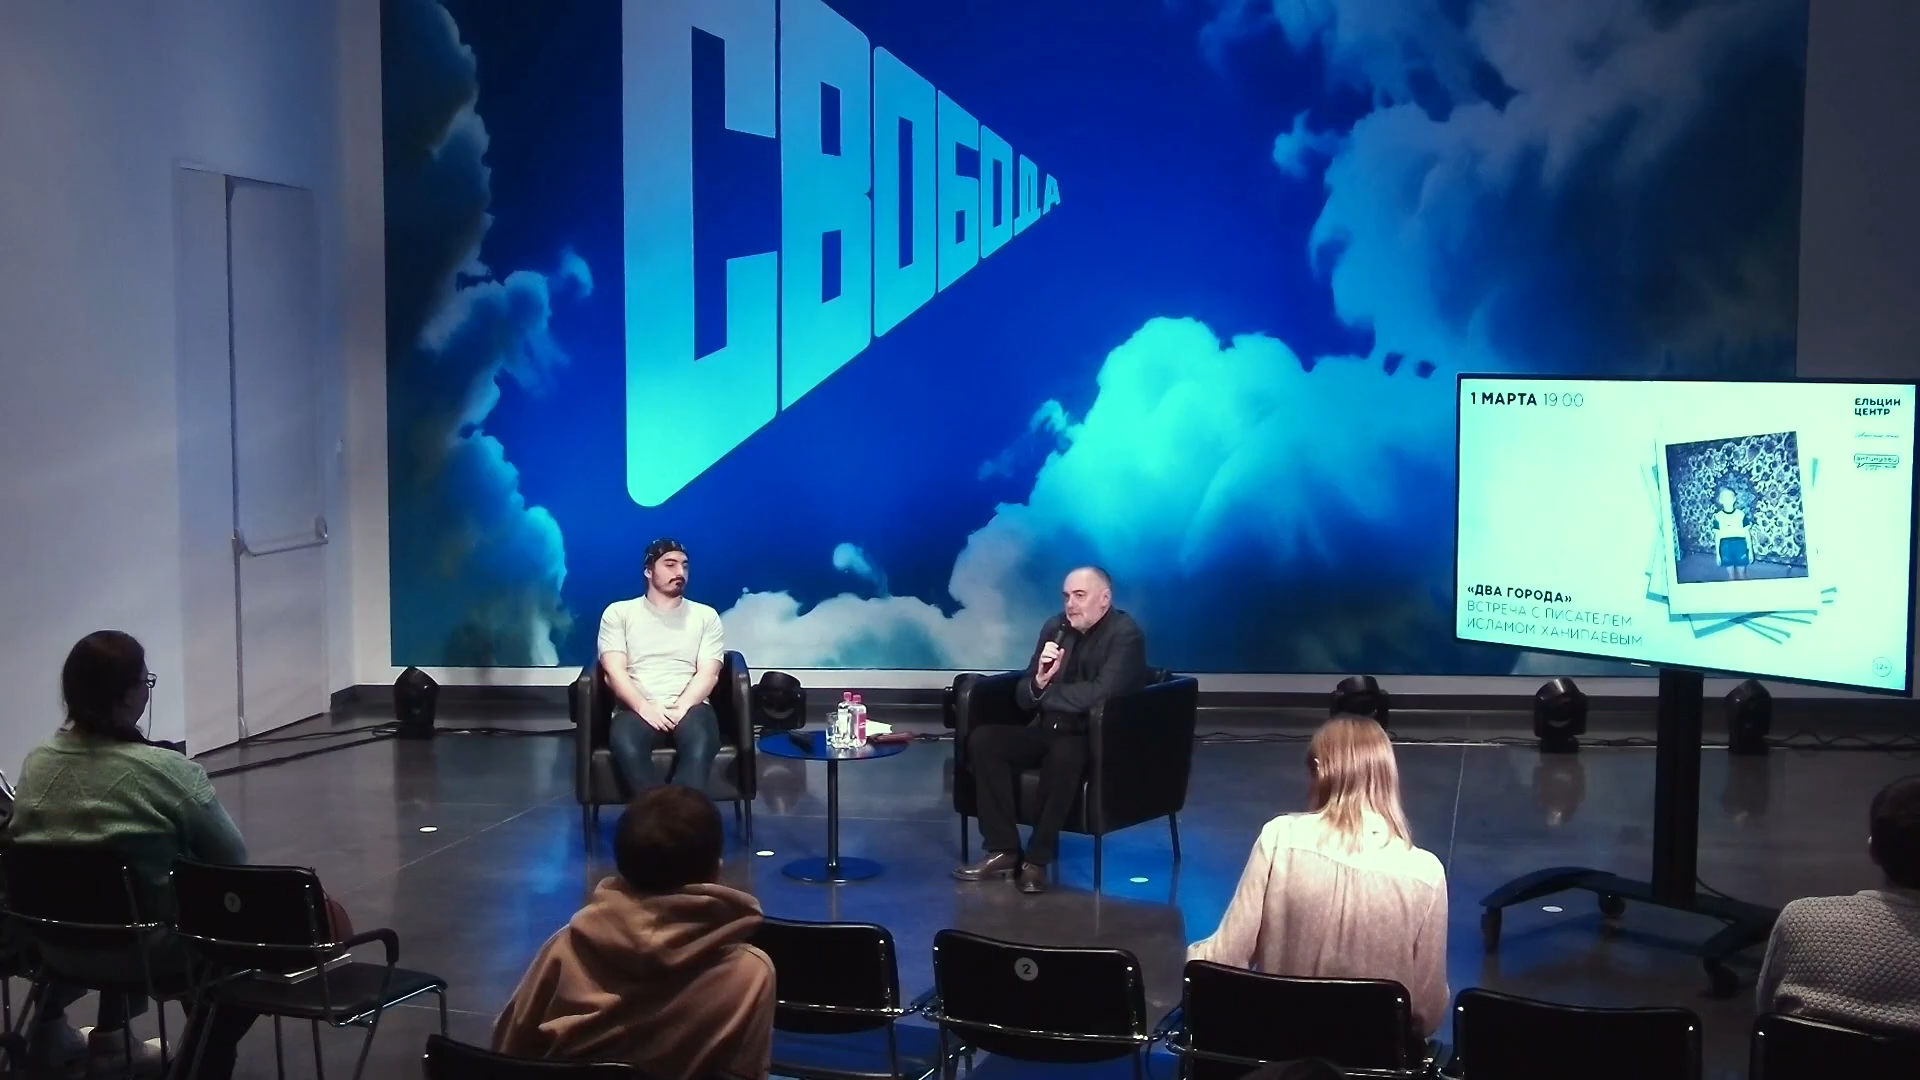 СВОБОДА
1 МАРТА 19:00
ЕЛЬЦИН
ЦЕНТР
«ДВА ГОРОДА»
ВСТРЕЧА С ПИСАТЕЛЕМ
ИСЛАМОМ ХАНИПАЕВЫМ
12+
2